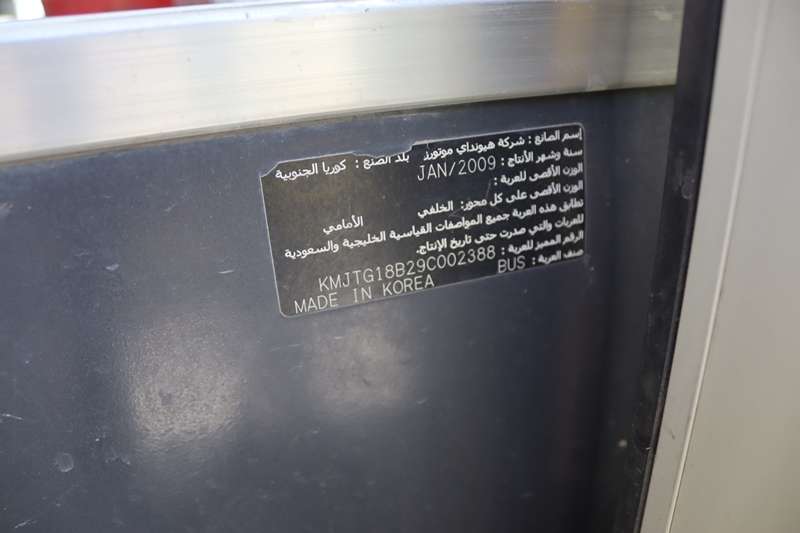 إسم الصانع : شركة هيونداي موتورز بلد الصنع : كوريا الجنوبية
سنة وشهر الأنتاج : JAN/2009
الوزن الأقصى للعربة :
الوزن الأقصى على كل محور: الخلفي الأمامي
تطابق هذه العربة جميع المواصفات القياسية الخليجية والسعودية
للعربات والتي صدرت حتى تاريخ الإنتاج.
الرقم المميز للعربة : KMJTG18B29C002388
صنف العربة : BUS
MADE IN KOREA